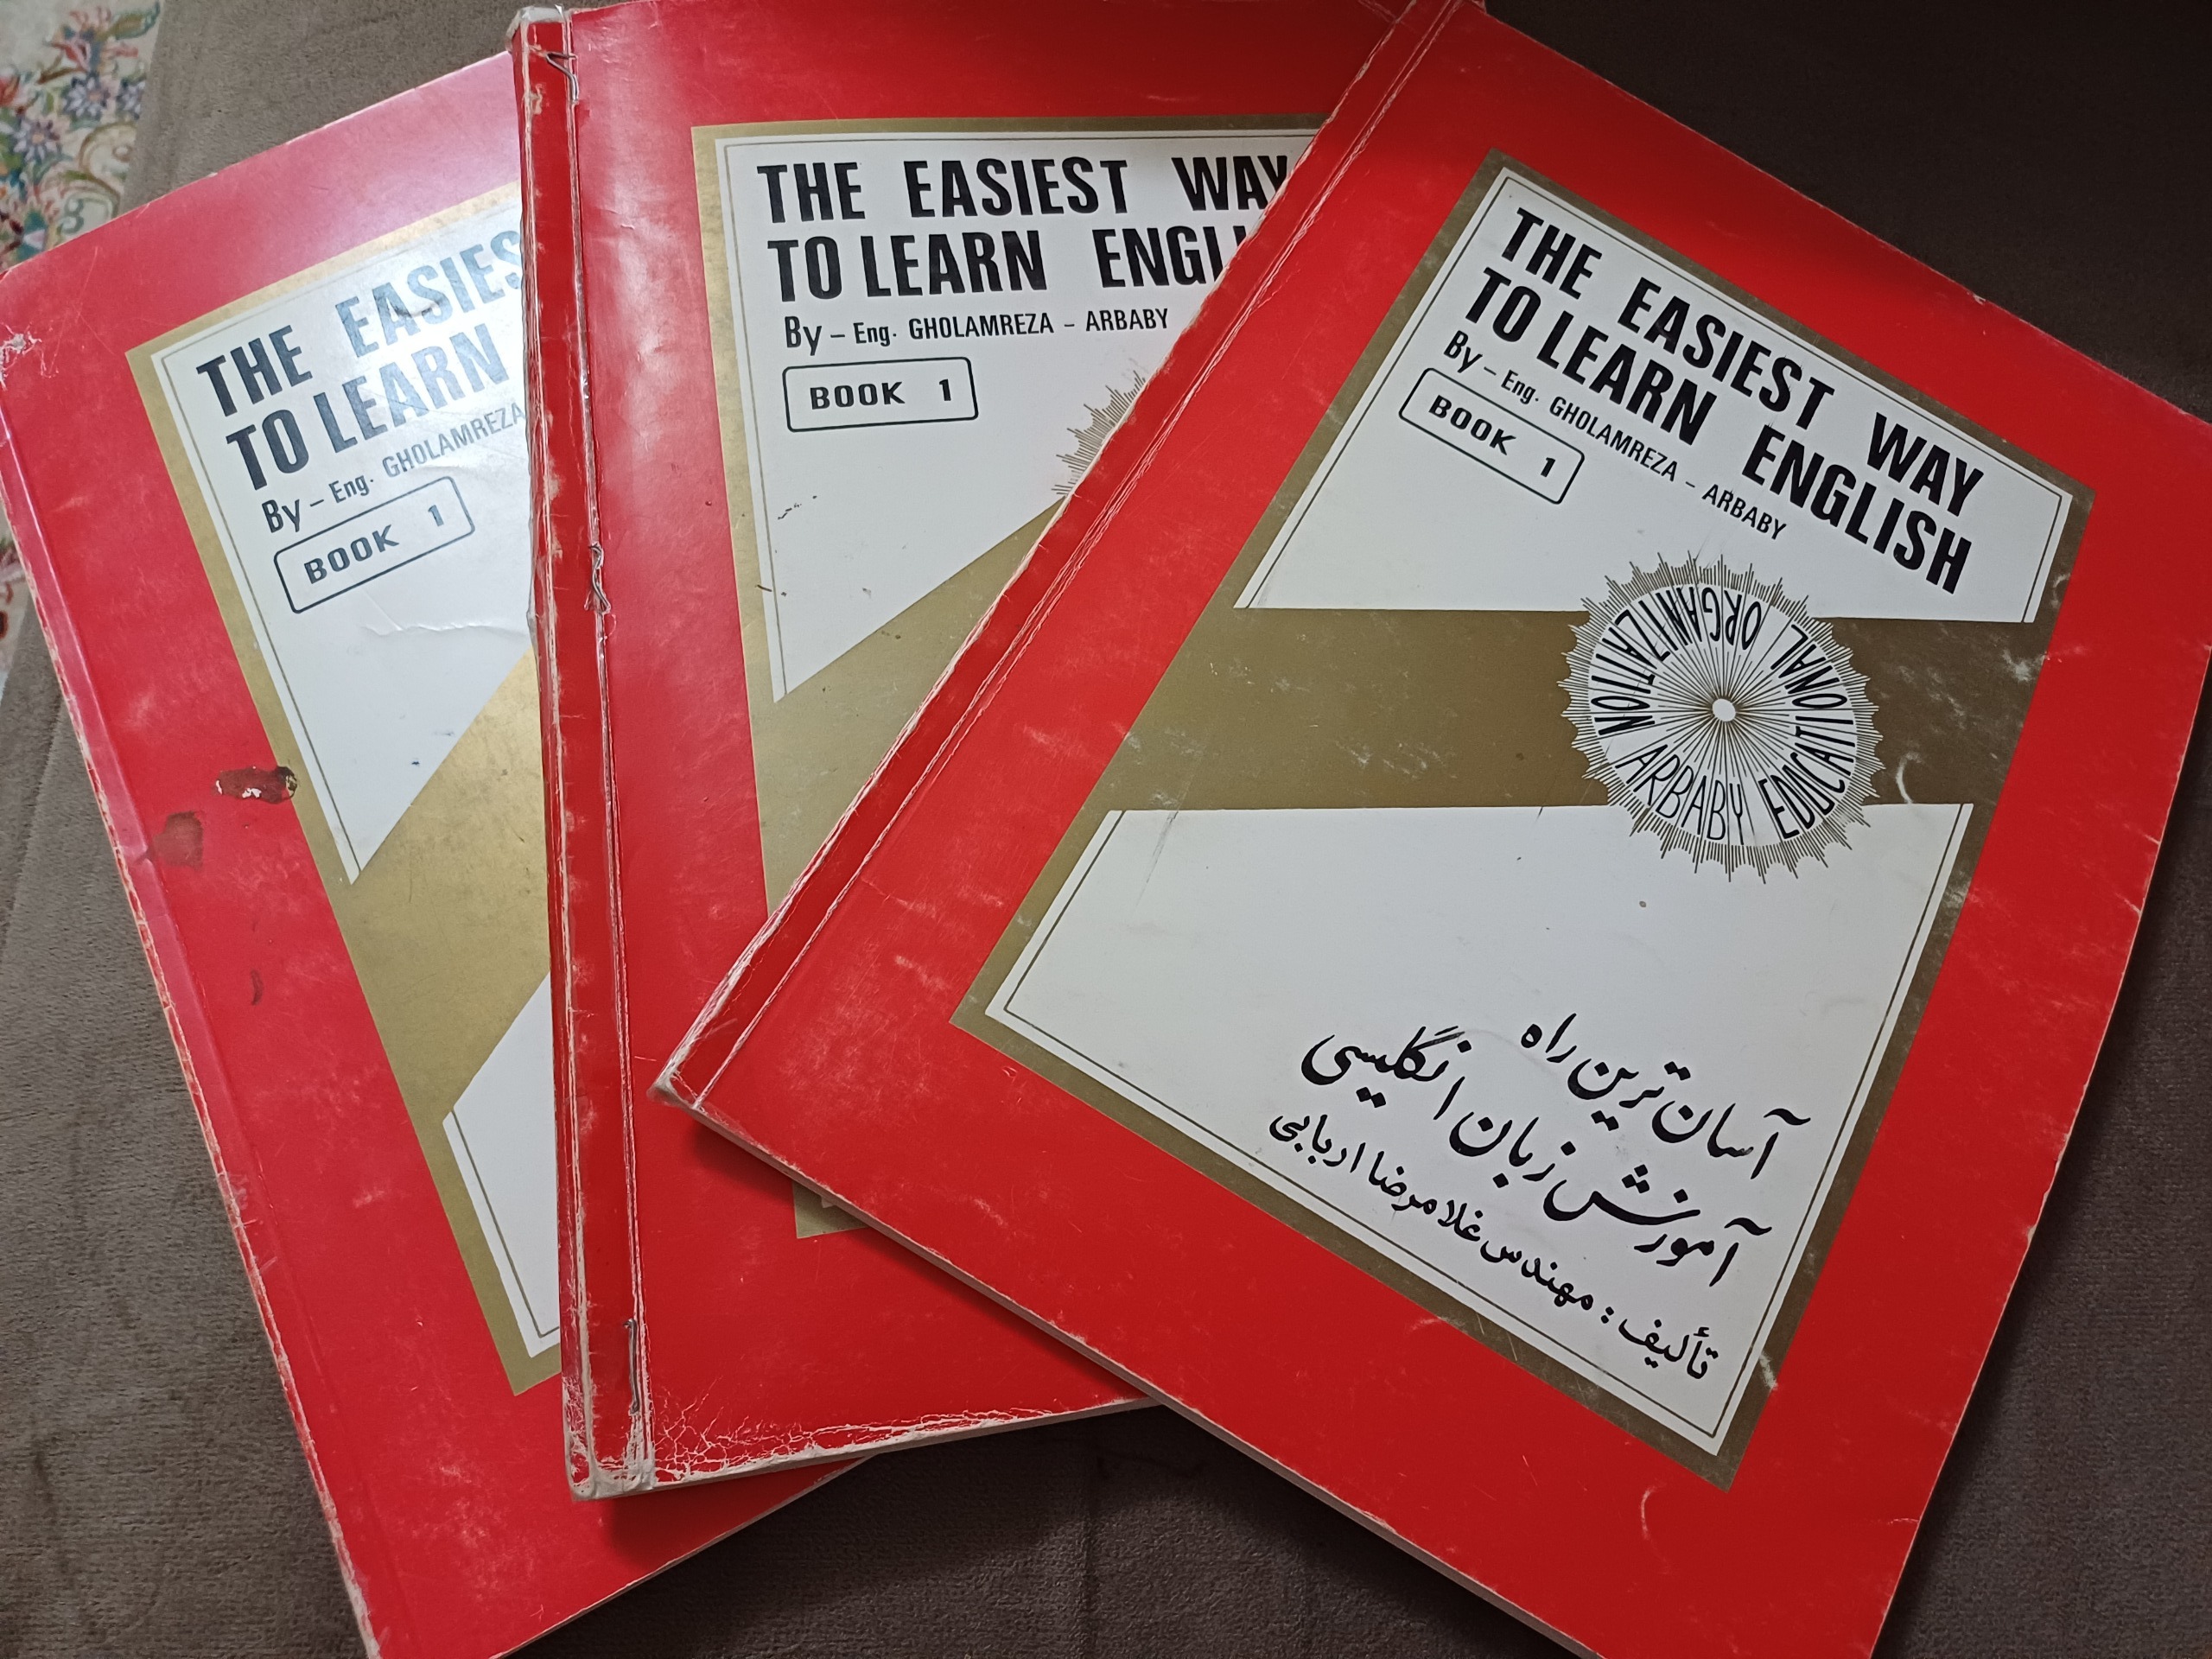 THE EASIES
TO LEARN
By – Eng. GHOLAMREZA
BOOK 1
THE EASIEST WAY
TO LEARN ENGLI
By – Eng. GHOLAMREZA – ARBABY
BOOK 1
THE EASIEST WAY
TO LEARN ENGLISH
By – Eng. GHOLAMREZA – ARBABY
BOOK 1
ARBABY EDUCATIONAL ORGANIZATION
آسان ترین راه
آموزش زبان انگلیسی
تألیف: مهندس غلامرضا اربابی